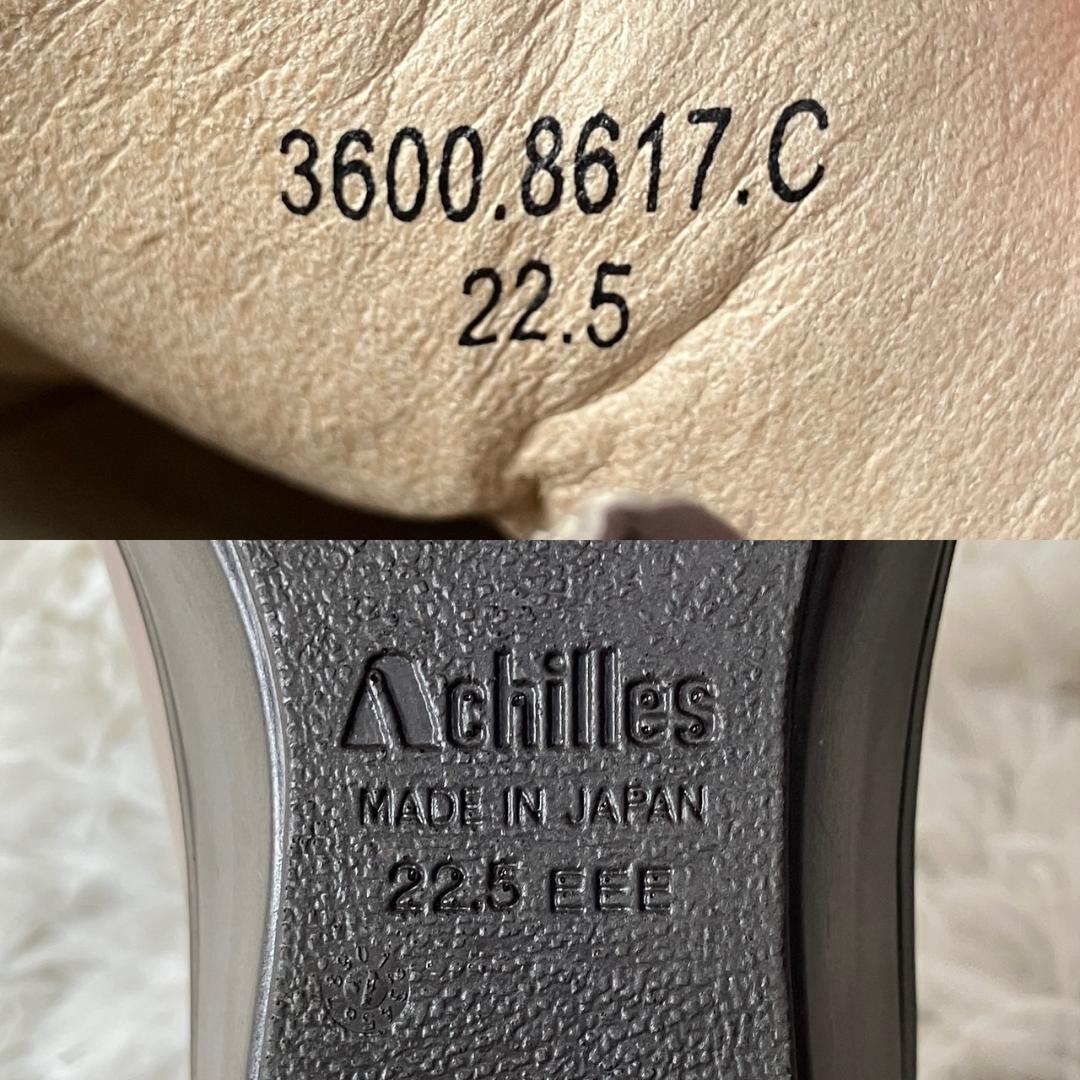 3600.8617.C
22.5
Achilles
MADE IN JAPAN
22.5 EEE